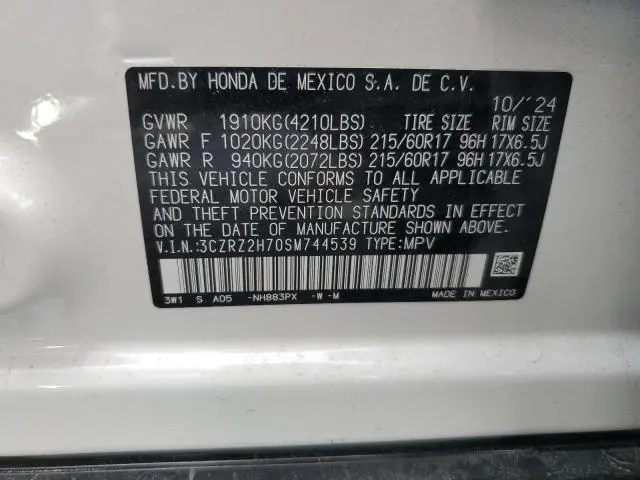 MFD.BY HONDA DE MEXICO S.A. DE C.V.
10/'24
GVWR 1910KG(4210LBS) TIRE SIZE RIM SIZE
GAWR F 1020KG(2248LBS) 215/60R17 96H 17X6.5J
GAWR R 940KG(2072LBS) 215/60R17 96H 17X6.5J
THIS VEHICLE CONFORMS TO ALL APPLICABLE
FEDERAL MOTOR VEHICLE SAFETY
AND THEFT PREVENTION STANDARDS IN EFFECT
ON THE DATE OF MANUFACTURE SHOWN ABOVE.
V.I.N.:3CZRZ2H70SM744539 TYPE:MPV
3W1 S A05 -NH883PX -W-M MADE IN MEXICO